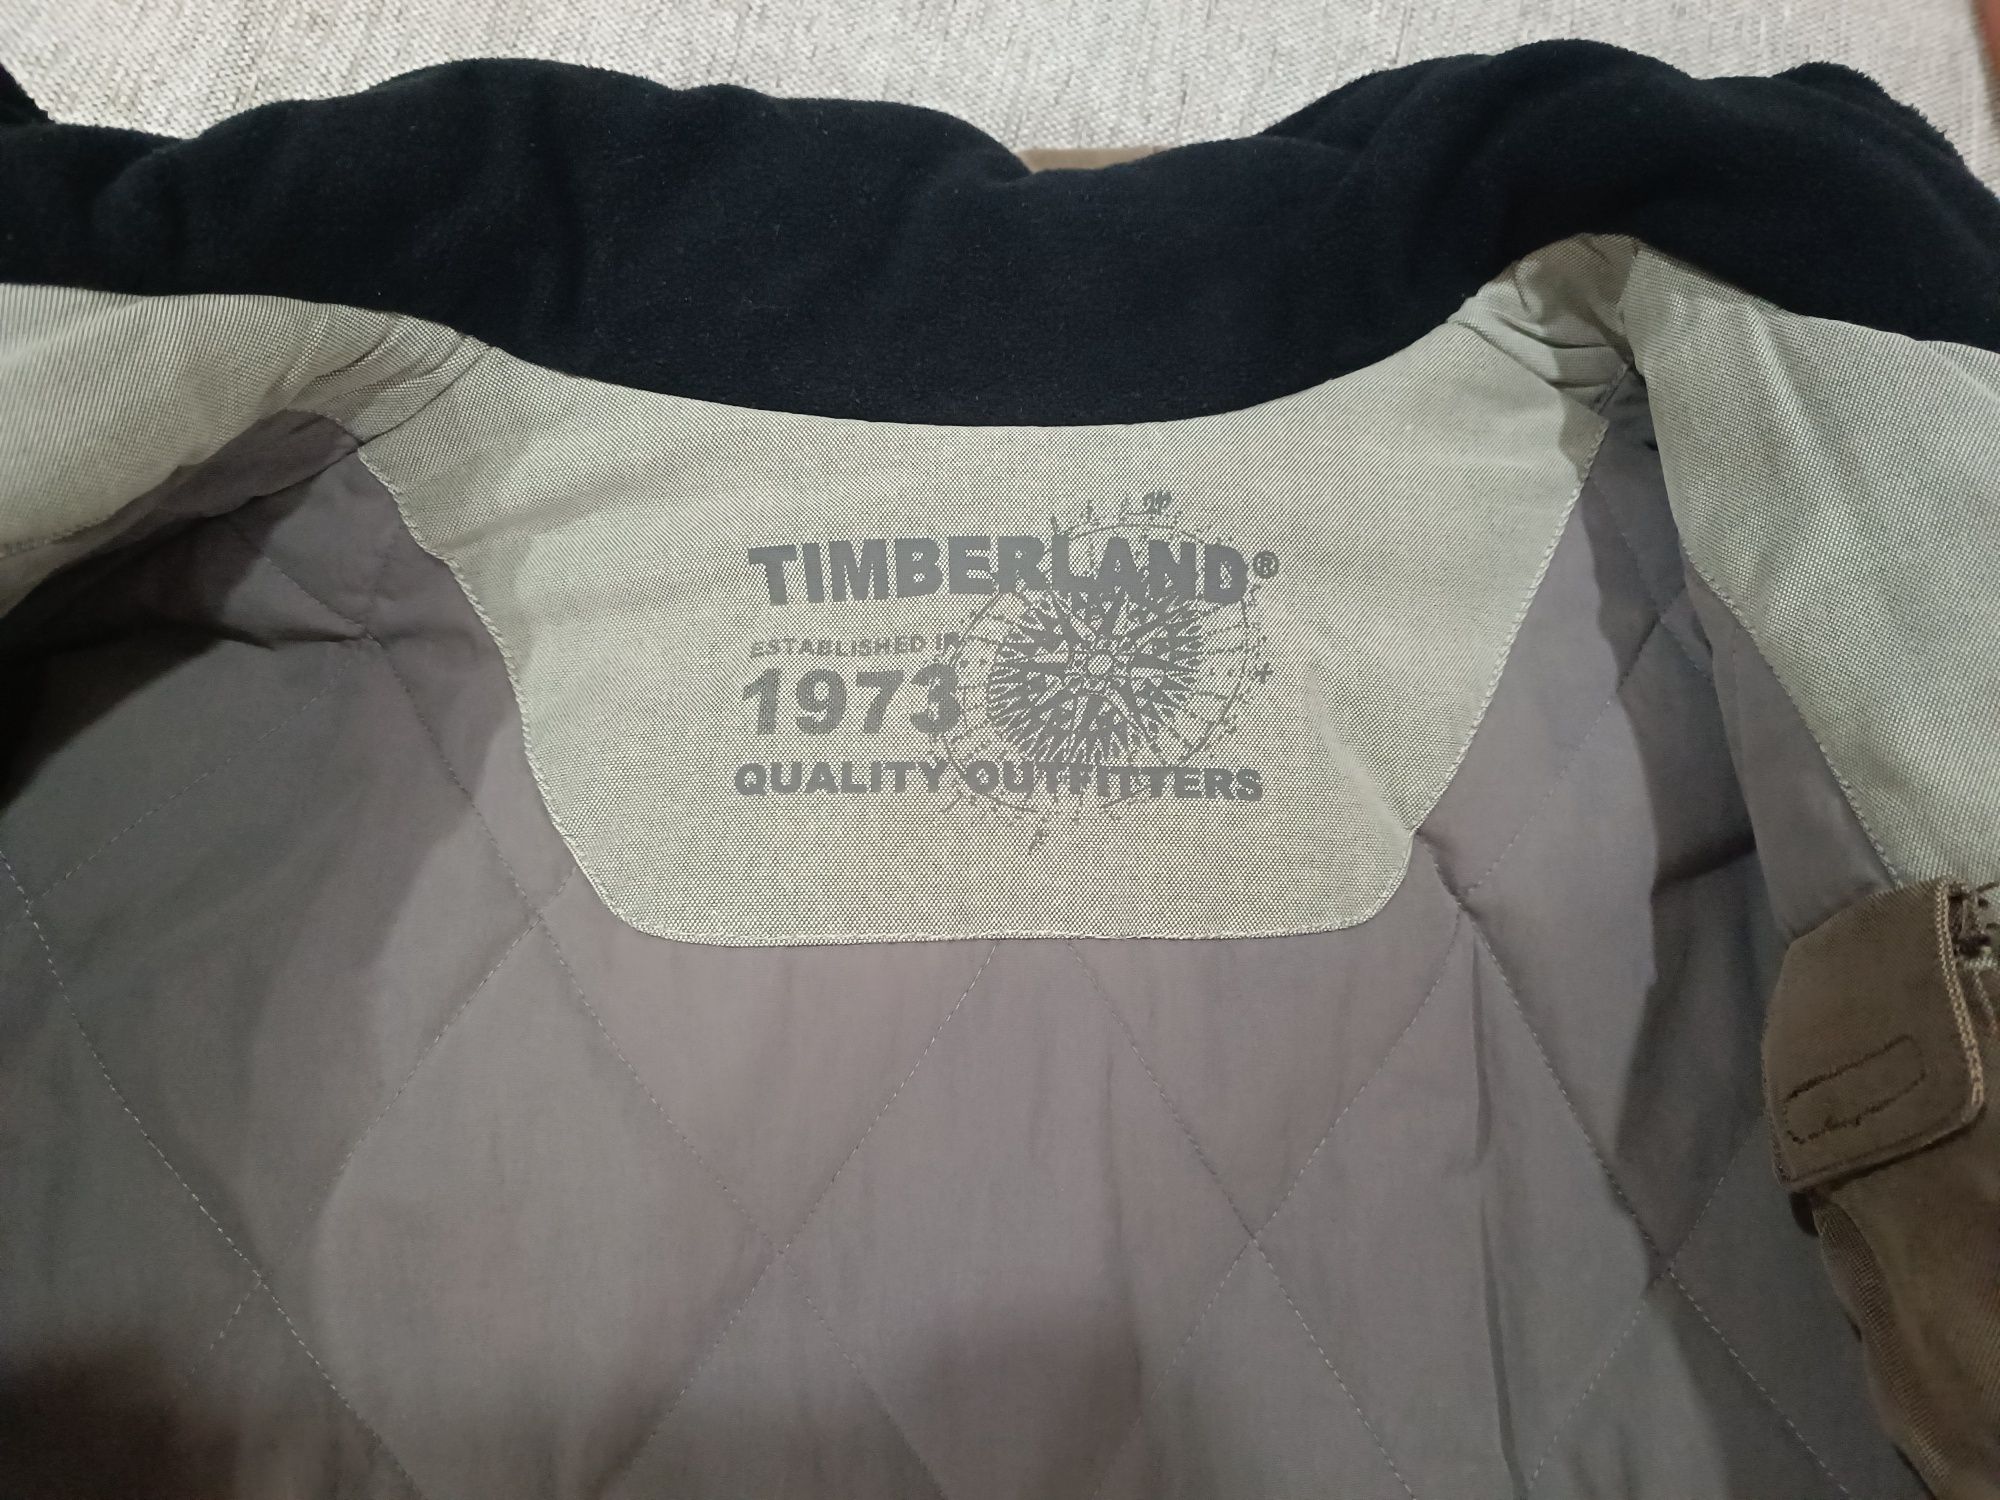 TIMBERLAND®
ESTABLISHED IN
1973
QUALITY OUTFITTERS